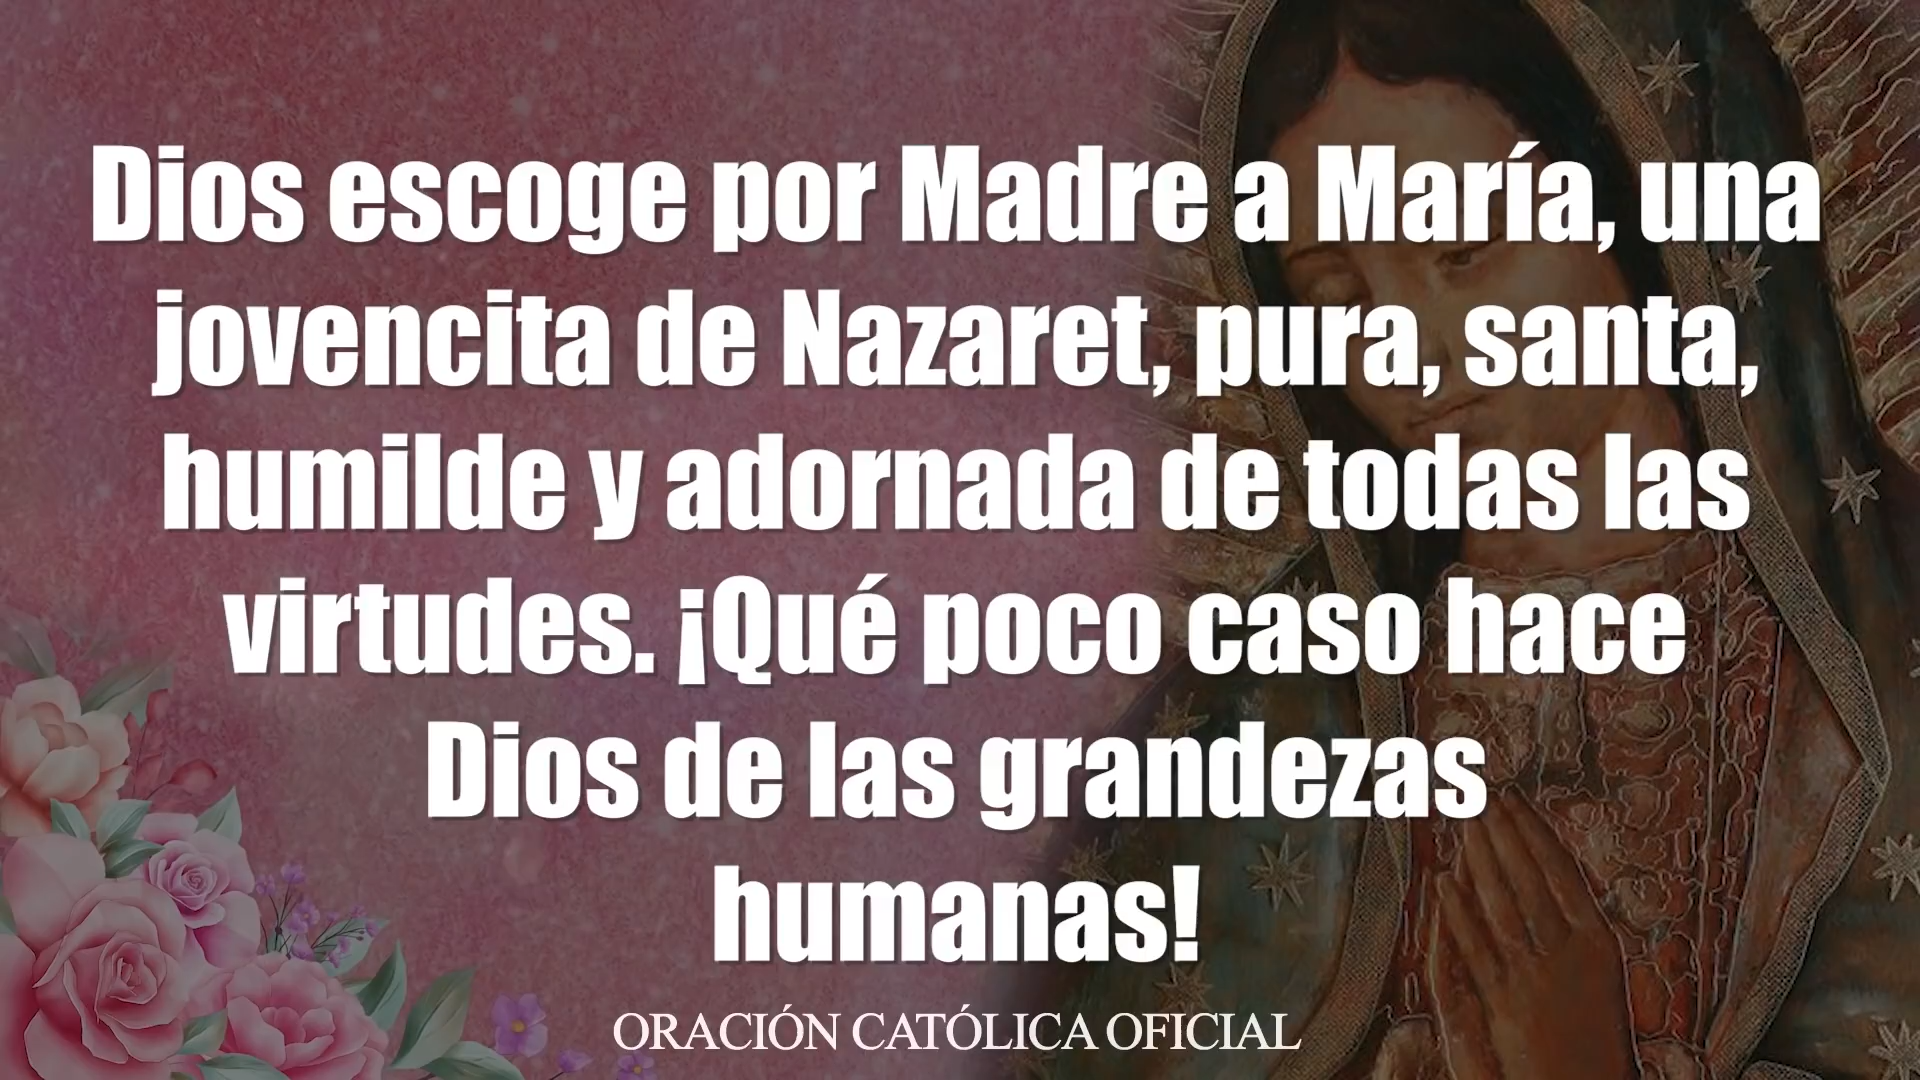 Dios escoge por Madre a María, una
jovencita de Nazaret, pura, santa,
humilde y adornada de todas las
virtudes. ¡Qué poco caso hace
Dios de las grandezas
humanas!
ORACIÓN CATÓLICA OFICIAL